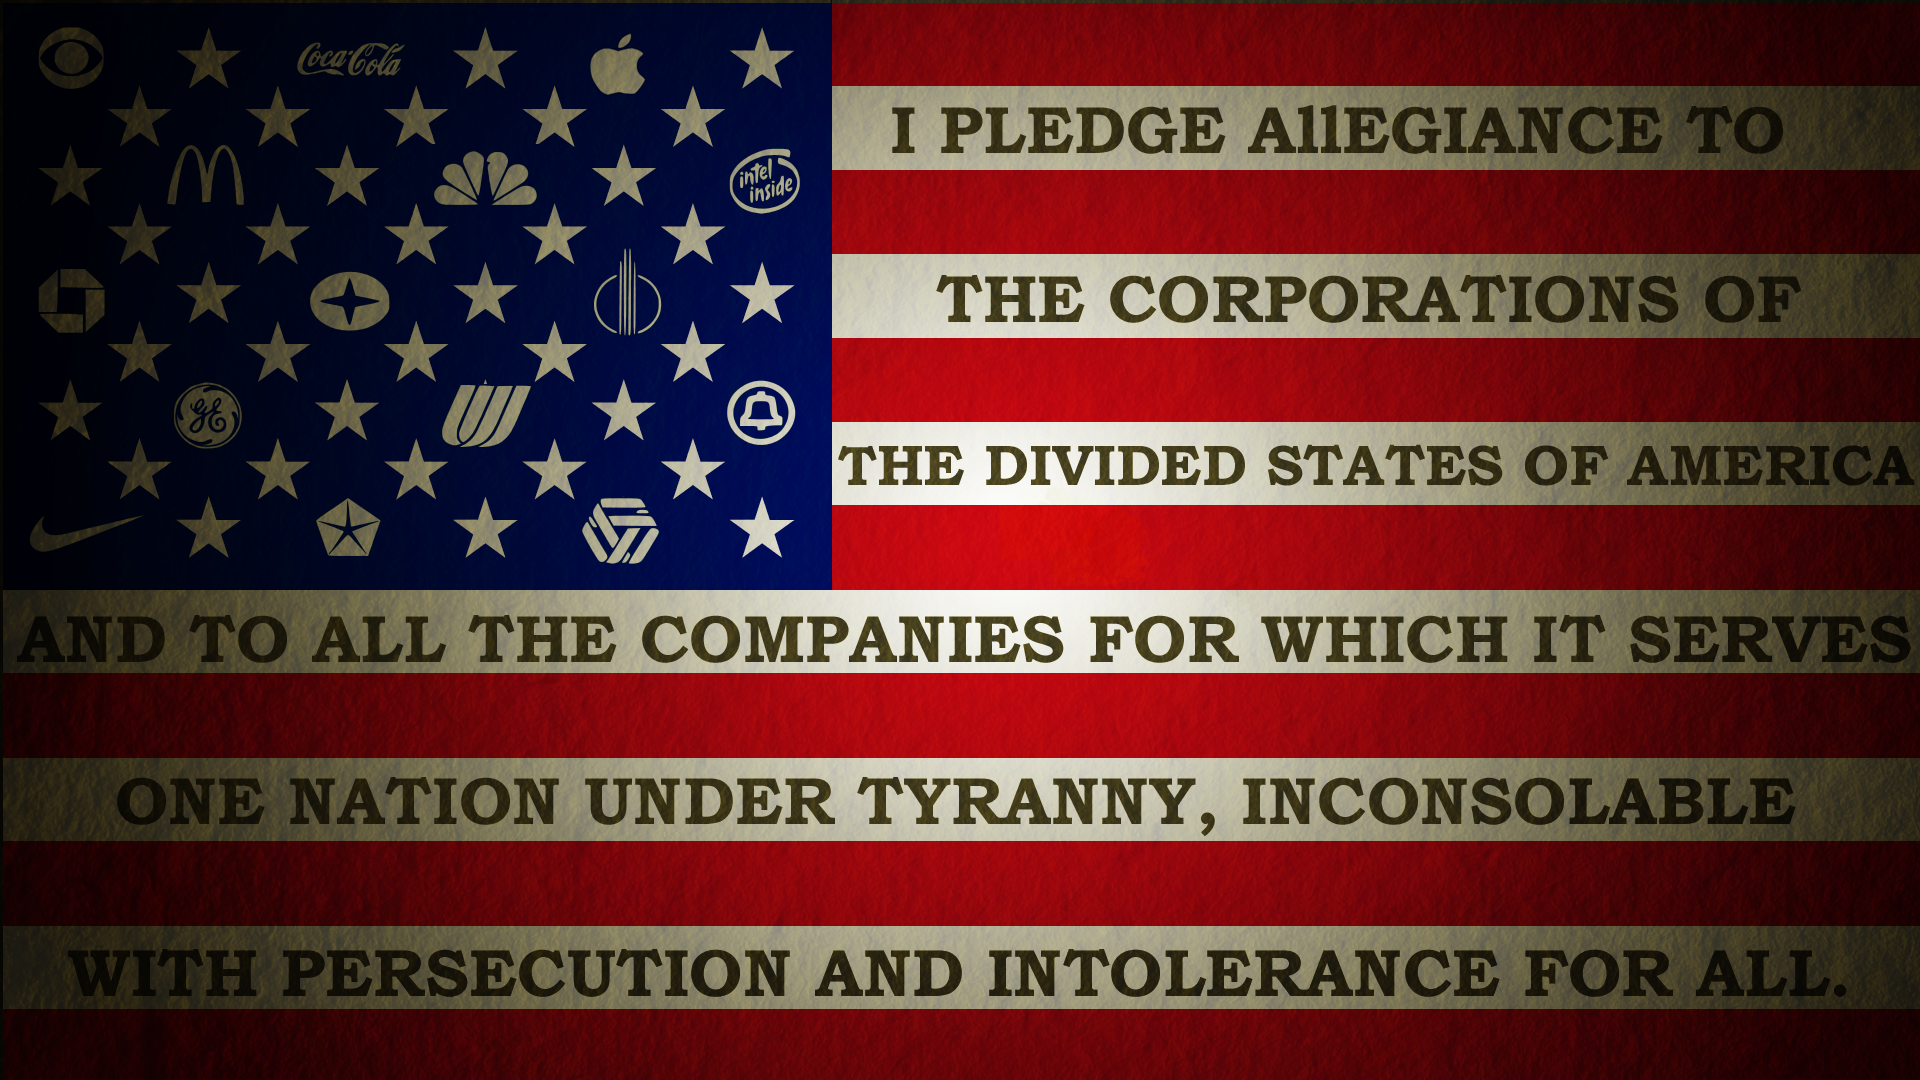 Coca-Cola
intel
inside
GE
I PLEDGE AllEGIANCE TO
THE CORPORATIONS OF
THE DIVIDED STATES OF AMERICA
AND TO ALL THE COMPANIES FOR WHICH IT SERVES
ONE NATION UNDER TYRANNY, INCONSOLABLE
WITH PERSECUTION AND INTOLERANCE FOR ALL.